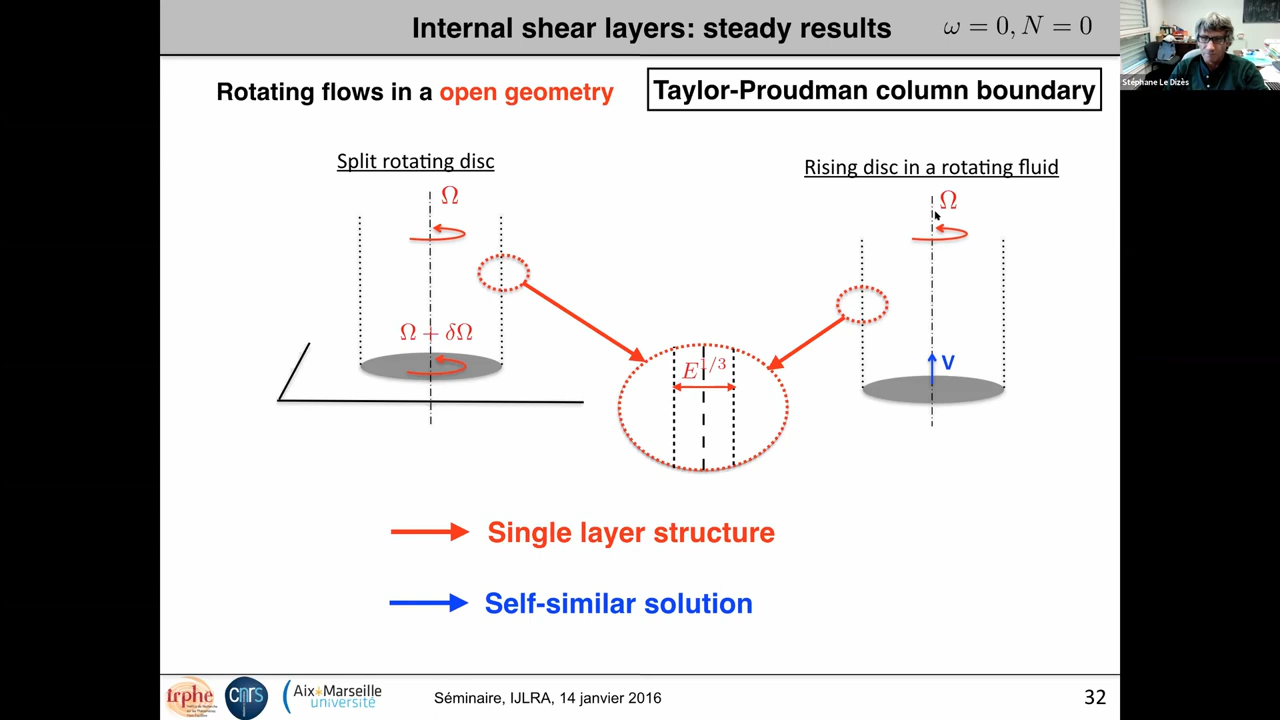 Internal shear layers: steady results
ω = 0, N = 0
Stéphane Le Dizès
Rotating flows in a open geometry
Taylor-Proudman column boundary
Split rotating disc
Rising disc in a rotating fluid
Ω
Ω
Ω + δΩ
E^{1/3}
V
Single layer structure
Self-similar solution
irphe
cnrs
Aix*Marseille
université
Séminaire, IJLRA, 14 janvier 2016
32